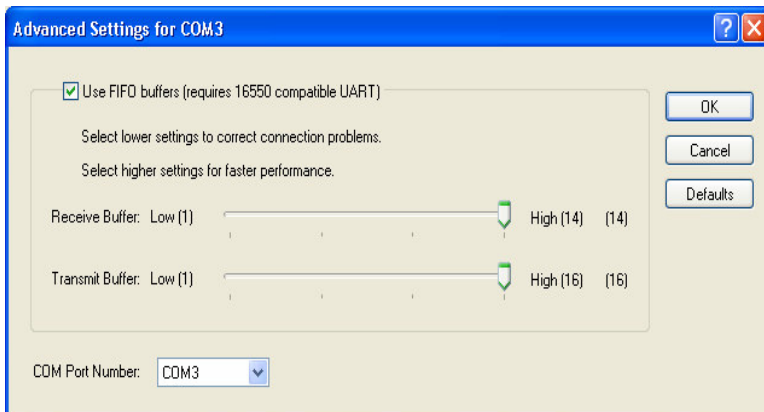 Advanced Settings for COM3
Use FIFO buffers (requires 16550 compatible UART)
OK
Select lower settings to correct connection problems.
Cancel
Select higher settings for faster performance.
Defaults
Receive Buffer: Low (1) High (14) (14)
Transmit Buffer: Low (1) High (16) (16)
COM Port Number: COM3